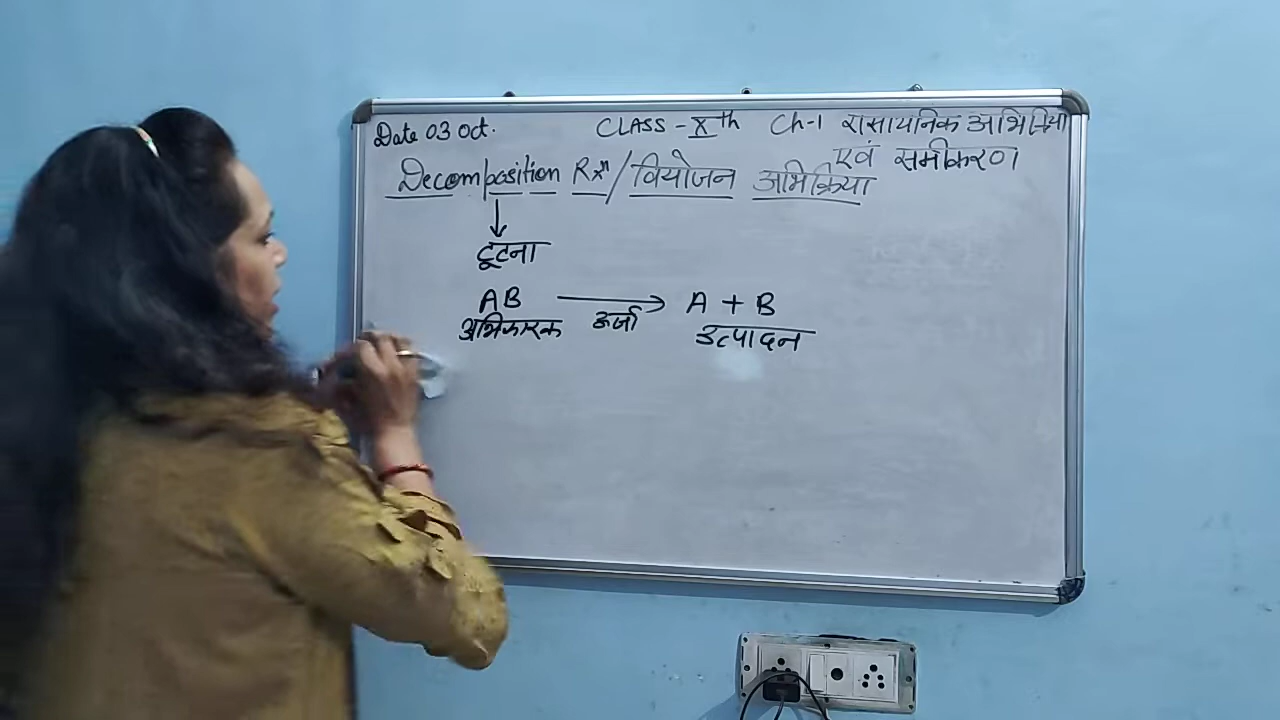 Date 03 Oct. CLASS - Xth Ch-1 रासायनिक अभिक्रिया
एवं समीकरण
Decomposition Rxn / वियोजन अभिक्रिया
↓
टूटना
AB → A + B
अभिकारक ऊर्जा उत्पादन